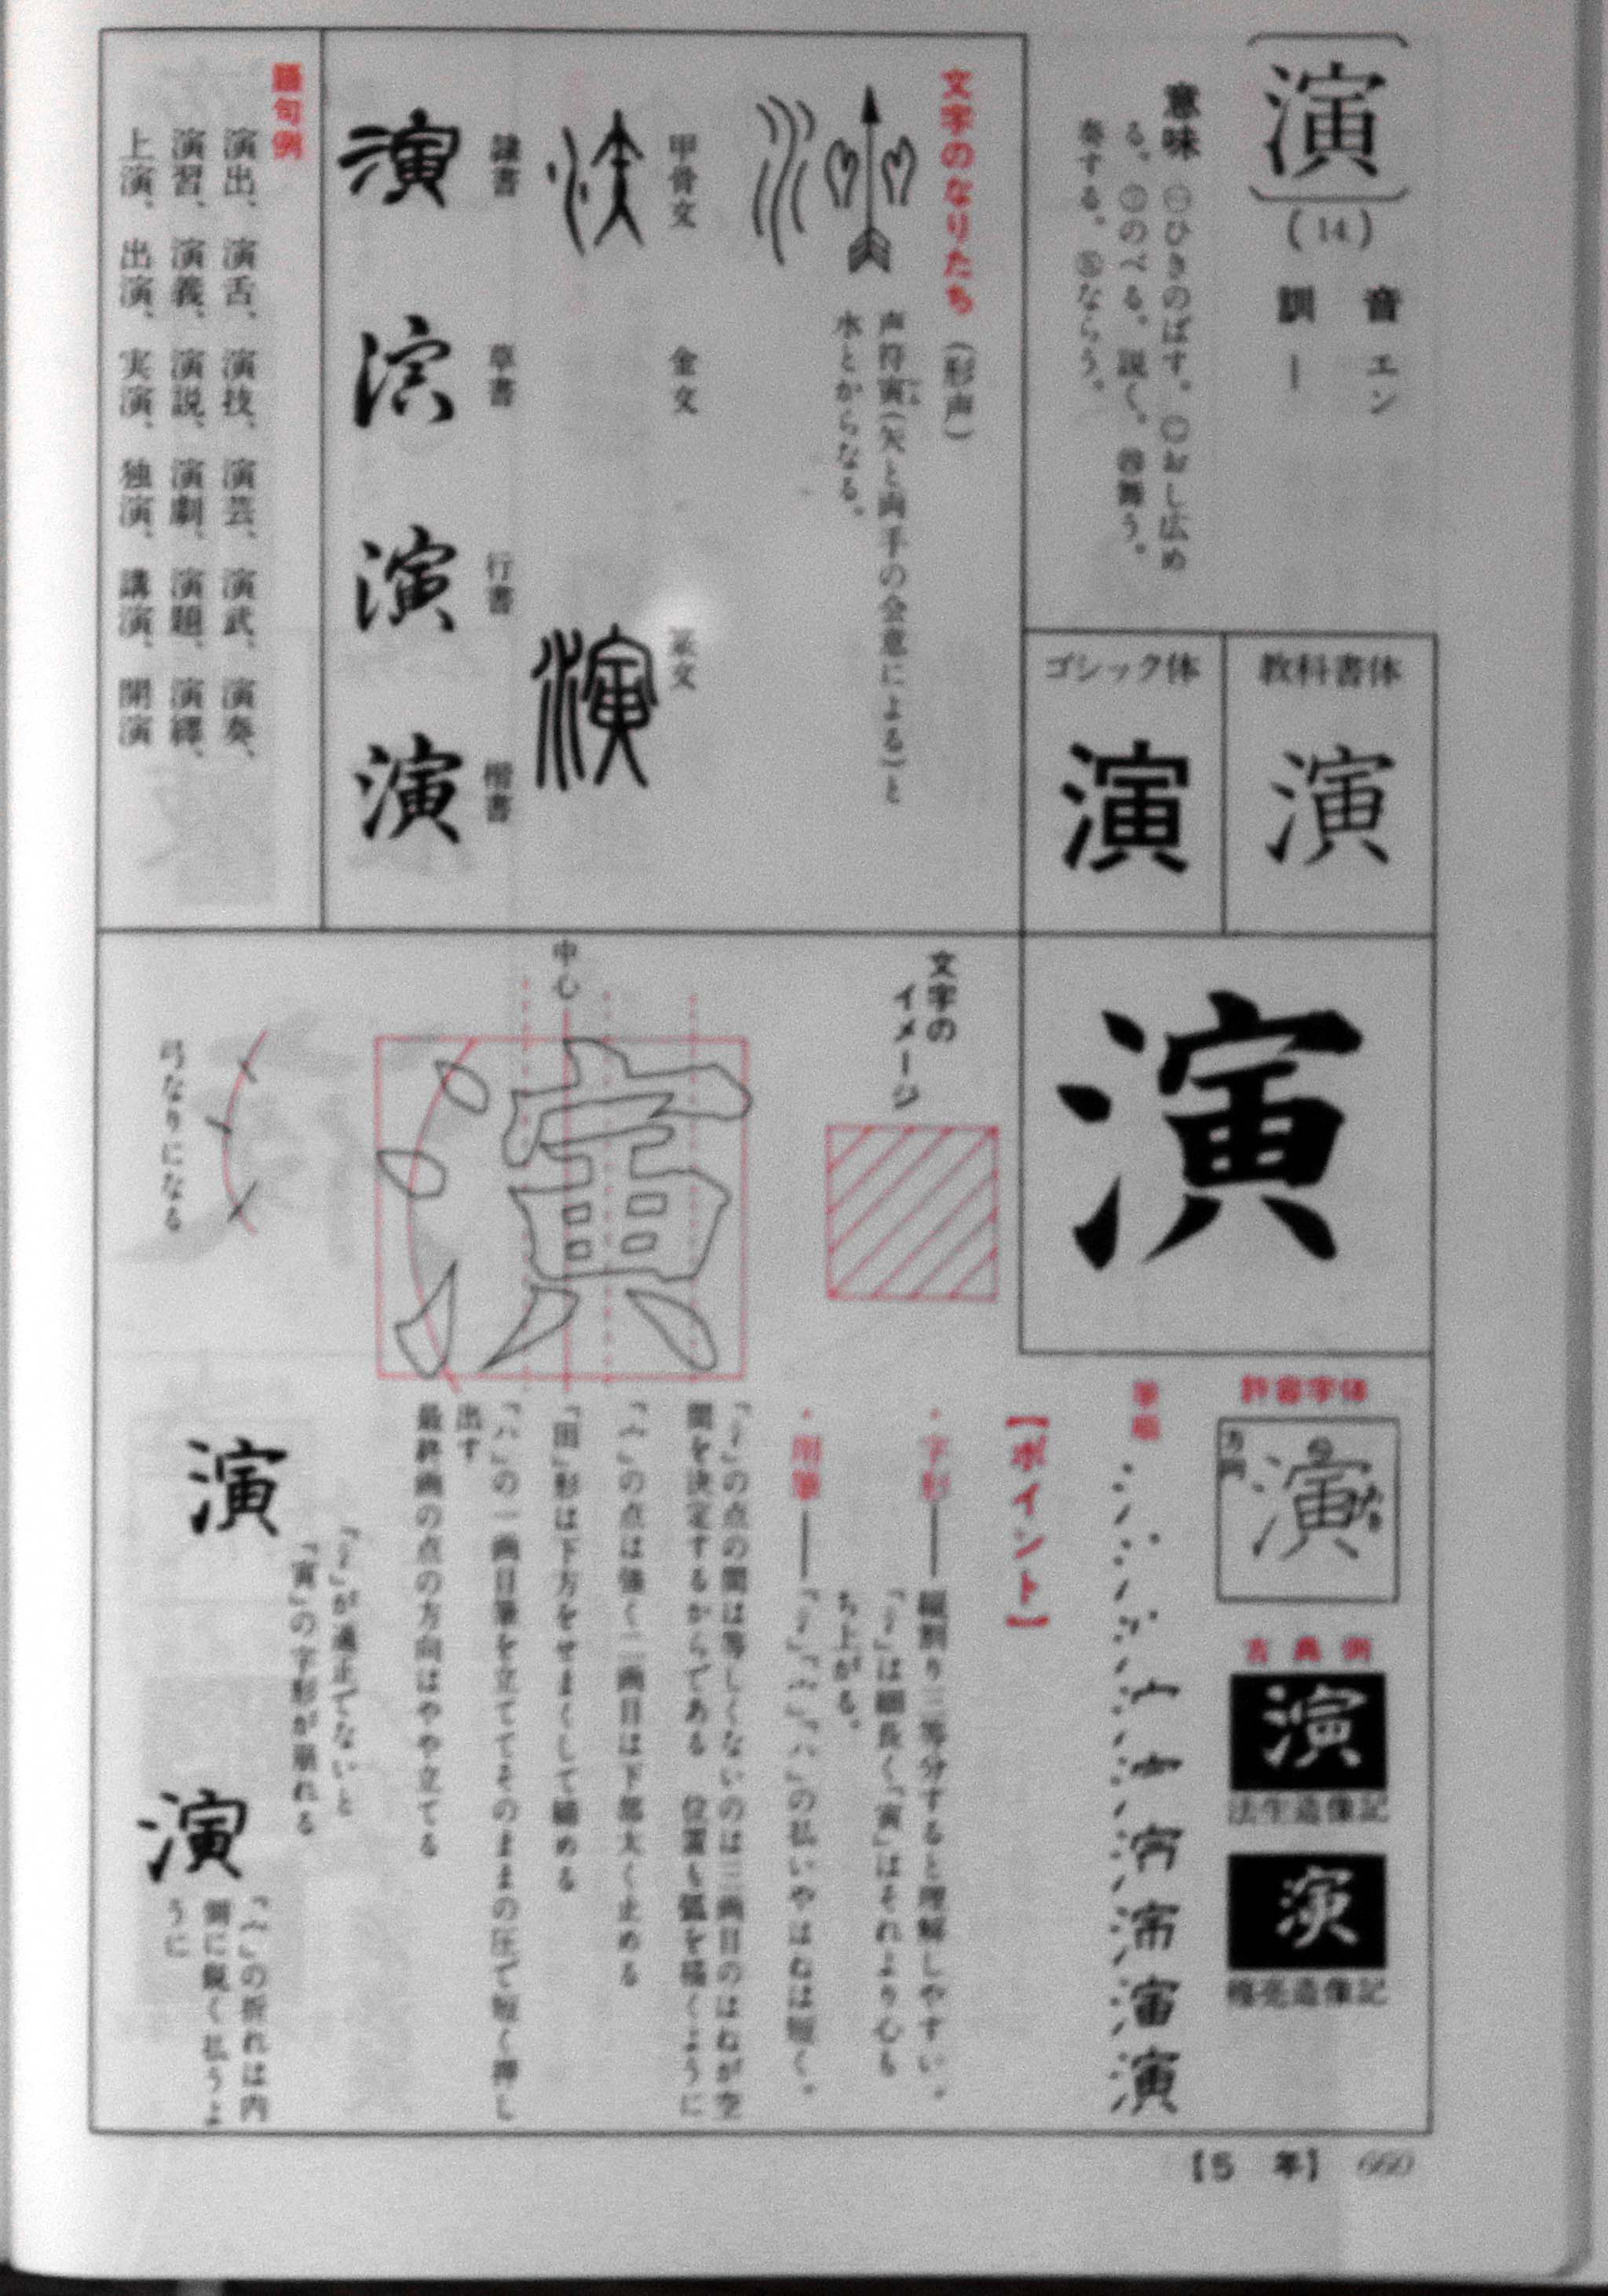 演
(14)
音 エン
訓 ―
意味 ㊀ひきのばす。㊁おし広め
る。㊂のべる。説く。㊃舞う。
奏する。㊄ならう。
教科書体
演
ゴシック体
演
文字のなりたち（形声）
声符寅(矢と両手の会意による)と
水とからなる。
甲骨文
金文
篆文
演
隷書
演
草書
演
行書
演
楷書
演
語句例
演出、演舌、演技、演芸、演武、演奏、
演習、演義、演説、演劇、演題、演繹、
上演、出演、実演、独演、講演、開演
演
文字の
イメージ
中心
演
弓なりになる
許容字体
方向
演
古典例
演
法生造像記
演
造像記
筆順
演
【ポイント】
・字形――縦割り三等分すると理解しやすい。
「氵」は細長く「寅」はそれより心も
ち上がる。
・用筆――「氵」「宀」「八」の払いやはねは短く。
「氵」の点の間は等しくないのは三画目のはねが空
間を決定するからである 位置も弧を描くように
「宀」の点は強く二画目は下部太く止める
「田」形は下方をせまくして締める
「八」の一画目筆を立ててそのままの圧で短く押し
出す
最終画の点の方向はやや立てる
演
「氵」が適正でないと
「寅」の字形が崩れる
演
「宀」の折れは内
側に鋭く払うよ
うに
【5 年】 660